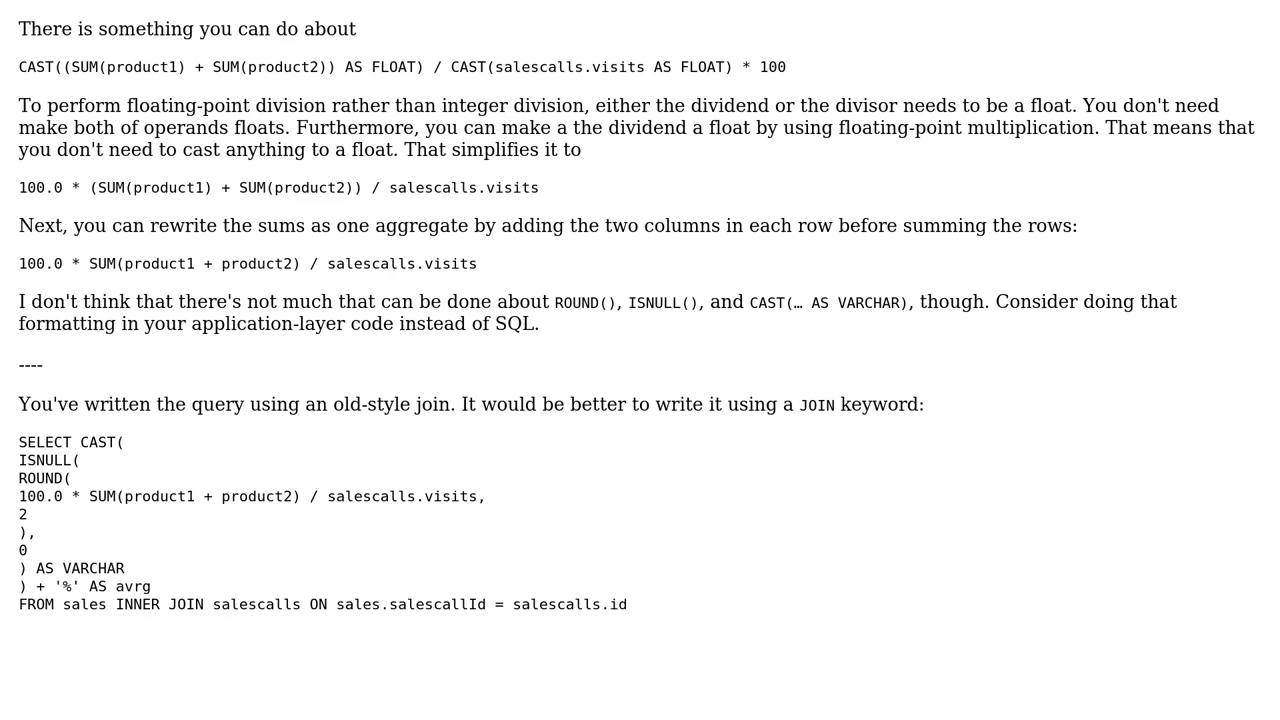 There is something you can do about
CAST((SUM(product1) + SUM(product2)) AS FLOAT) / CAST(salescalls.visits AS FLOAT) * 100
To perform floating-point division rather than integer division, either the dividend or the divisor needs to be a float. You don't need
make both of operands floats. Furthermore, you can make a the dividend a float by using floating-point multiplication. That means that
you don't need to cast anything to a float. That simplifies it to
100.0 * (SUM(product1) + SUM(product2)) / salescalls.visits
Next, you can rewrite the sums as one aggregate by adding the two columns in each row before summing the rows:
100.0 * SUM(product1 + product2) / salescalls.visits
I don't think that there's not much that can be done about ROUND(), ISNULL(), and CAST(… AS VARCHAR), though. Consider doing that
formatting in your application-layer code instead of SQL.
----
You've written the query using an old-style join. It would be better to write it using a JOIN keyword:
SELECT CAST(
ISNULL(
ROUND(
100.0 * SUM(product1 + product2) / salescalls.visits,
2
),
0
) AS VARCHAR
) + '%' AS avrg
FROM sales INNER JOIN salescalls ON sales.salescallId = salescalls.id